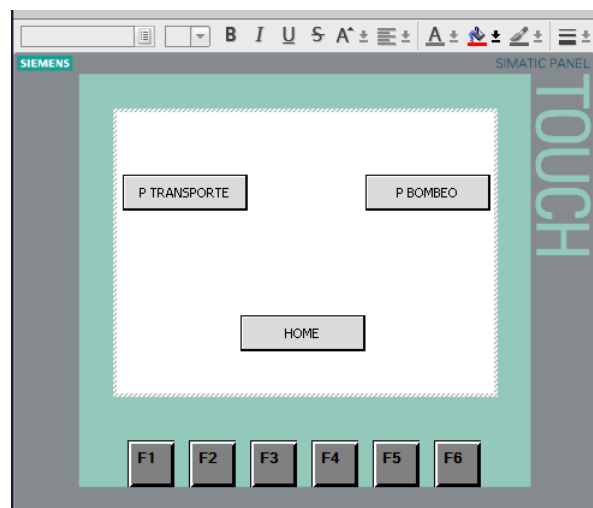 B I U S A A
SIEMENS
SIMATIC PANEL
TOUCH
P TRANSPORTE
P BOMBEO
HOME
F1 F2 F3 F4 F5 F6